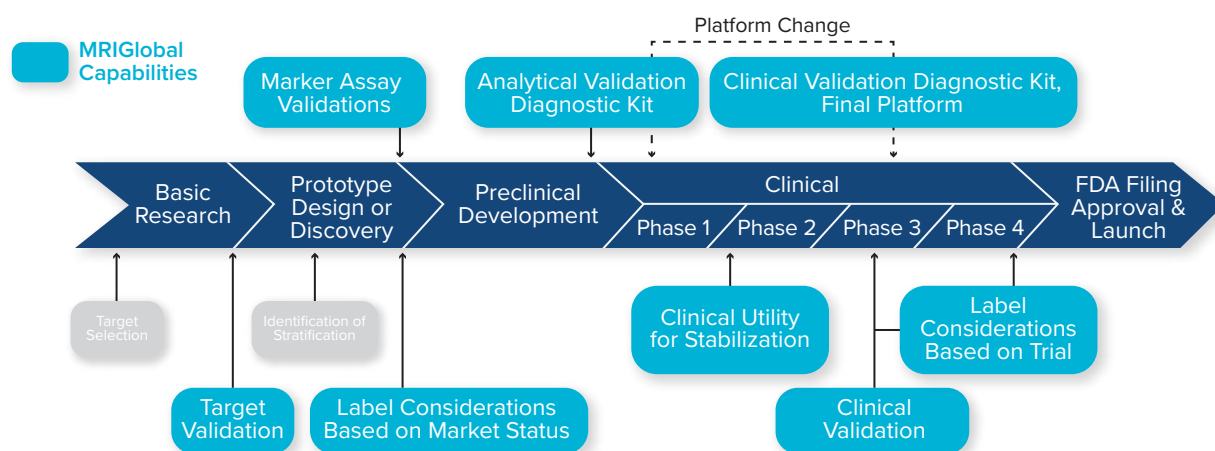 Platform Change
MRIGlobal
Capabilities
Marker Assay
Validations
Analytical Validation
Diagnostic Kit
Clinical Validation Diagnostic Kit,
Final Platform
Basic
Research
Prototype
Design or
Discovery
Preclinical
Development
Clinical
Phase 1
Phase 2
Phase 3
Phase 4
FDA Filing
Approval &
Launch
Target
Selection
Identification of
Stratification
Clinical Utility
for Stabilization
Label
Considerations
Based on Trial
Target
Validation
Label Considerations
Based on Market Status
Clinical
Validation